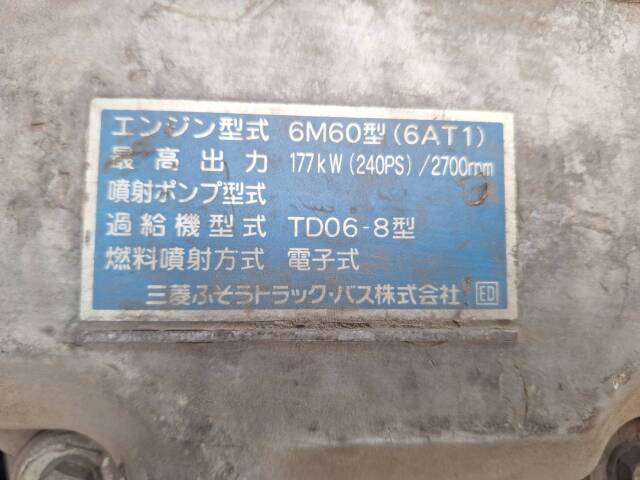 エンジン型式 6M60型(6AT1)
最高出力 177kW(240PS)/2700rpm
噴射ポンプ型式
過給機型式 TD06-8型
燃料噴射方式 電子式
三菱ふそうトラック・バス株式会社 ED